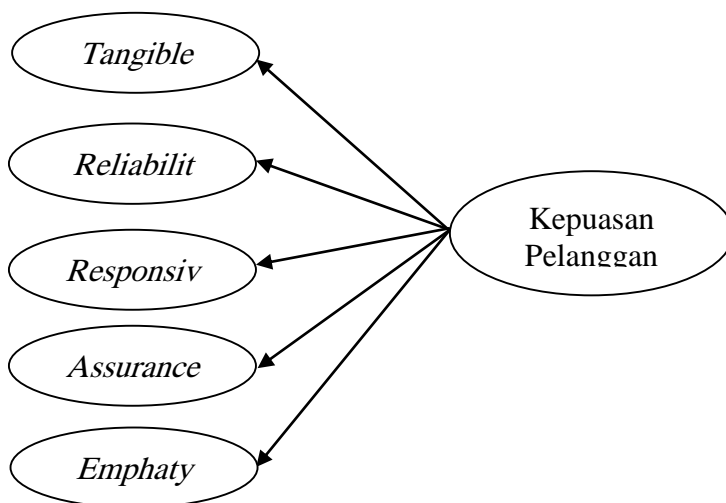 Tangible
Reliabilit
Responsiv
Assurance
Emphaty
Kepuasan
Pelanggan